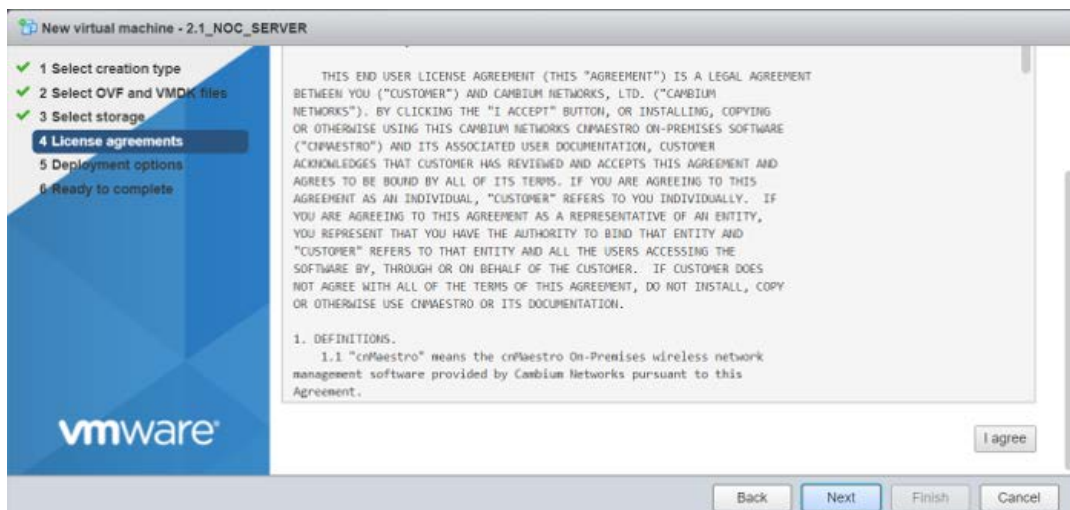 New virtual machine - 2.1_NOC_SERVER
1 Select creation type
2 Select OVF and VMDK files
3 Select storage
4 License agreements
5 Deployment options
6 Ready to complete
vmware®
THIS END USER LICENSE AGREEMENT (THIS "AGREEMENT") IS A LEGAL AGREEMENT
BETWEEN YOU ("CUSTOMER") AND CAMBIUM NETWORKS, LTD. ("CAMBIUM
NETWORKS"). BY CLICKING THE "I ACCEPT" BUTTON, OR INSTALLING, COPYING
OR OTHERWISE USING THIS CAMBIUM NETWORKS CNMAESTRO ON-PREMISES SOFTWARE
("CNMAESTRO") AND ITS ASSOCIATED USER DOCUMENTATION, CUSTOMER
ACKNOWLEDGES THAT CUSTOMER HAS REVIEWED AND ACCEPTS THIS AGREEMENT AND
AGREES TO BE BOUND BY ALL OF ITS TERMS. IF YOU ARE AGREEING TO THIS
AGREEMENT AS AN INDIVIDUAL, "CUSTOMER" REFERS TO YOU INDIVIDUALLY. IF
YOU ARE AGREEING TO THIS AGREEMENT AS A REPRESENTATIVE OF AN ENTITY,
YOU REPRESENT THAT YOU HAVE THE AUTHORITY TO BIND THAT ENTITY AND
"CUSTOMER" REFERS TO THAT ENTITY AND ALL THE USERS ACCESSING THE
SOFTWARE BY, THROUGH OR ON BEHALF OF THE CUSTOMER. IF CUSTOMER DOES
NOT AGREE WITH ALL OF THE TERMS OF THIS AGREEMENT, DO NOT INSTALL, COPY
OR OTHERWISE USE CNMAESTRO OR ITS DOCUMENTATION.
1. DEFINITIONS.
1.1 "cnMaestro" means the cnMaestro On-Premises wireless network
management software provided by Cambium Networks pursuant to this
Agreement.
I agree
Back
Next
Finish
Cancel